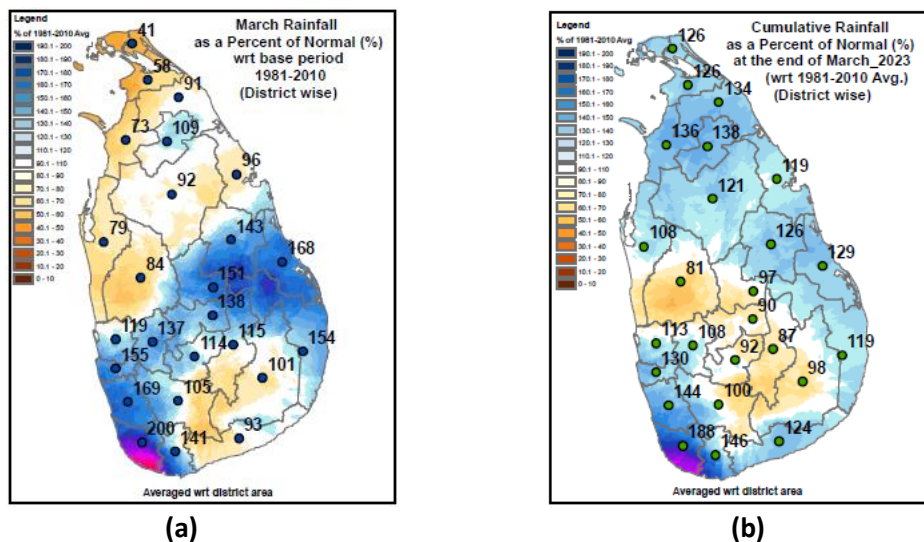 Legend
% of 1981-2010 Avg
190.1 - 200
180.1 - 190
170.1 - 180
160.1 - 170
150.1 - 160
140.1 - 150
130.1 - 140
120.1 - 130
110.1 - 120
90.1 - 110
80.1 - 90
70.1 - 80
60.1 - 70
50.1 - 60
40.1 - 50
30.1 - 40
20.1 - 30
10.1 - 20
0 - 10
March Rainfall
as a Percent of Normal (%)
wrt base period
1981-2010
(District wise)
41
58
91
73
109
96
92
79
143
168
84
151
138
119
137
115
154
155
114
101
169
105
200
141
93
Averaged wrt district area
(a)
Legend
% of 1981-2010 Avg
190.1 - 200
180.1 - 190
170.1 - 180
160.1 - 170
150.1 - 160
140.1 - 150
130.1 - 140
120.1 - 130
110.1 - 120
90.1 - 110
80.1 - 90
70.1 - 80
60.1 - 70
50.1 - 60
40.1 - 50
30.1 - 40
20.1 - 30
10.1 - 20
0 - 10
Cumulative Rainfall
as a Percent of Normal (%)
at the end of March_2023
(wrt 1981-2010 Avg.)
(District wise)
126
126
134
136
138
119
121
108
126
129
81
97
90
113
108
87
119
130
92
98
144
100
188
146
124
Averaged wrt district area
(b)